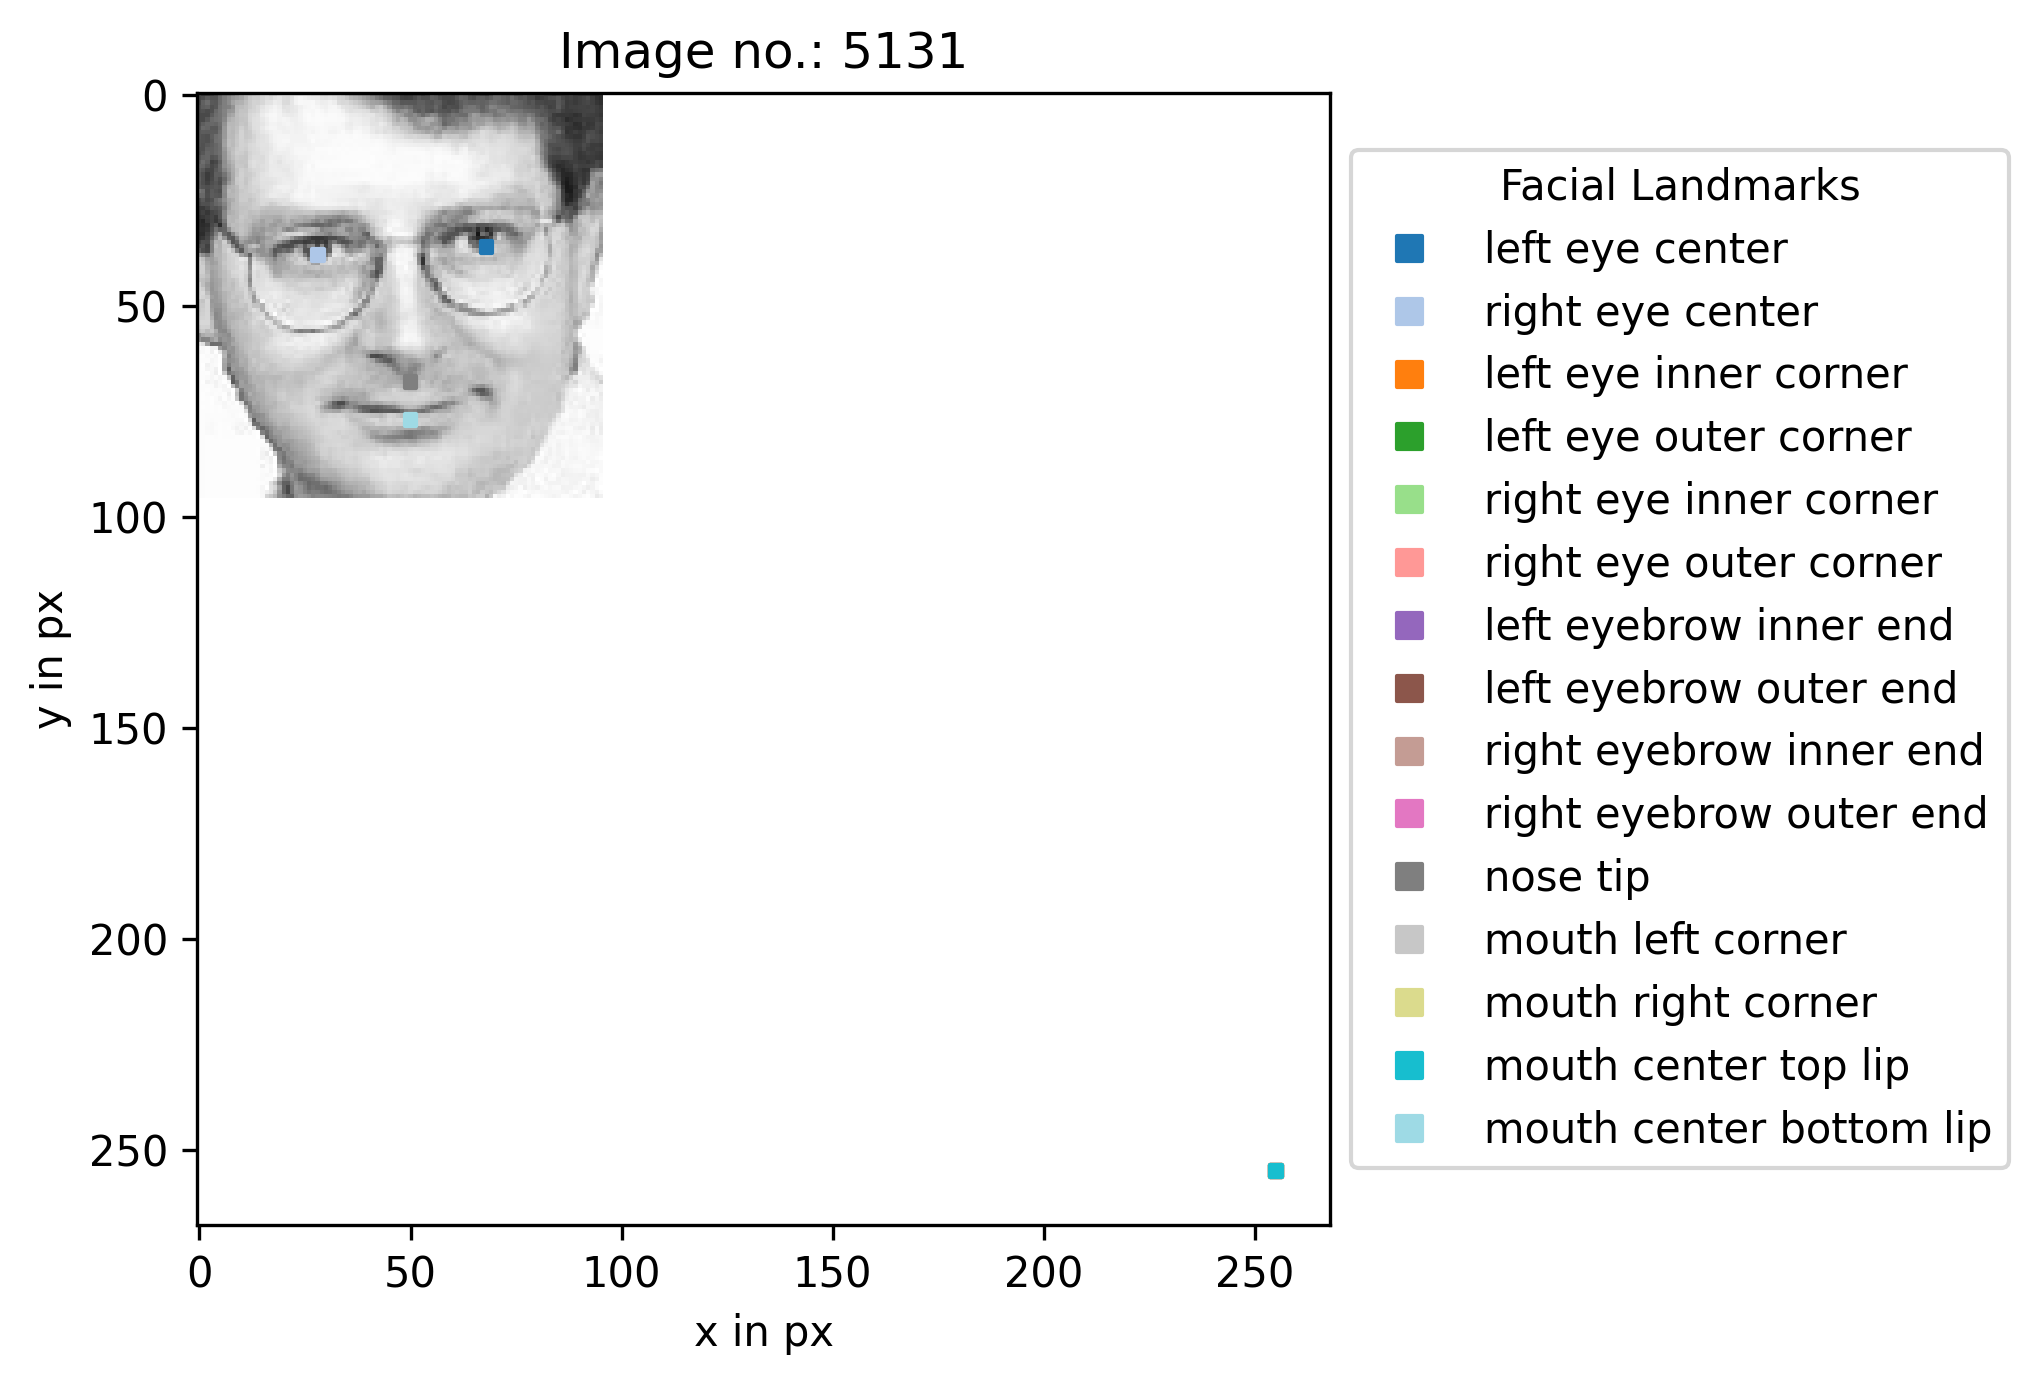 Image no.: 5131
0
50
100
150
200
250
y in px
0 50 100 150 200 250
x in px
Facial Landmarks
left eye center
right eye center
left eye inner corner
left eye outer corner
right eye inner corner
right eye outer corner
left eyebrow inner end
left eyebrow outer end
right eyebrow inner end
right eyebrow outer end
nose tip
mouth left corner
mouth right corner
mouth center top lip
mouth center bottom lip